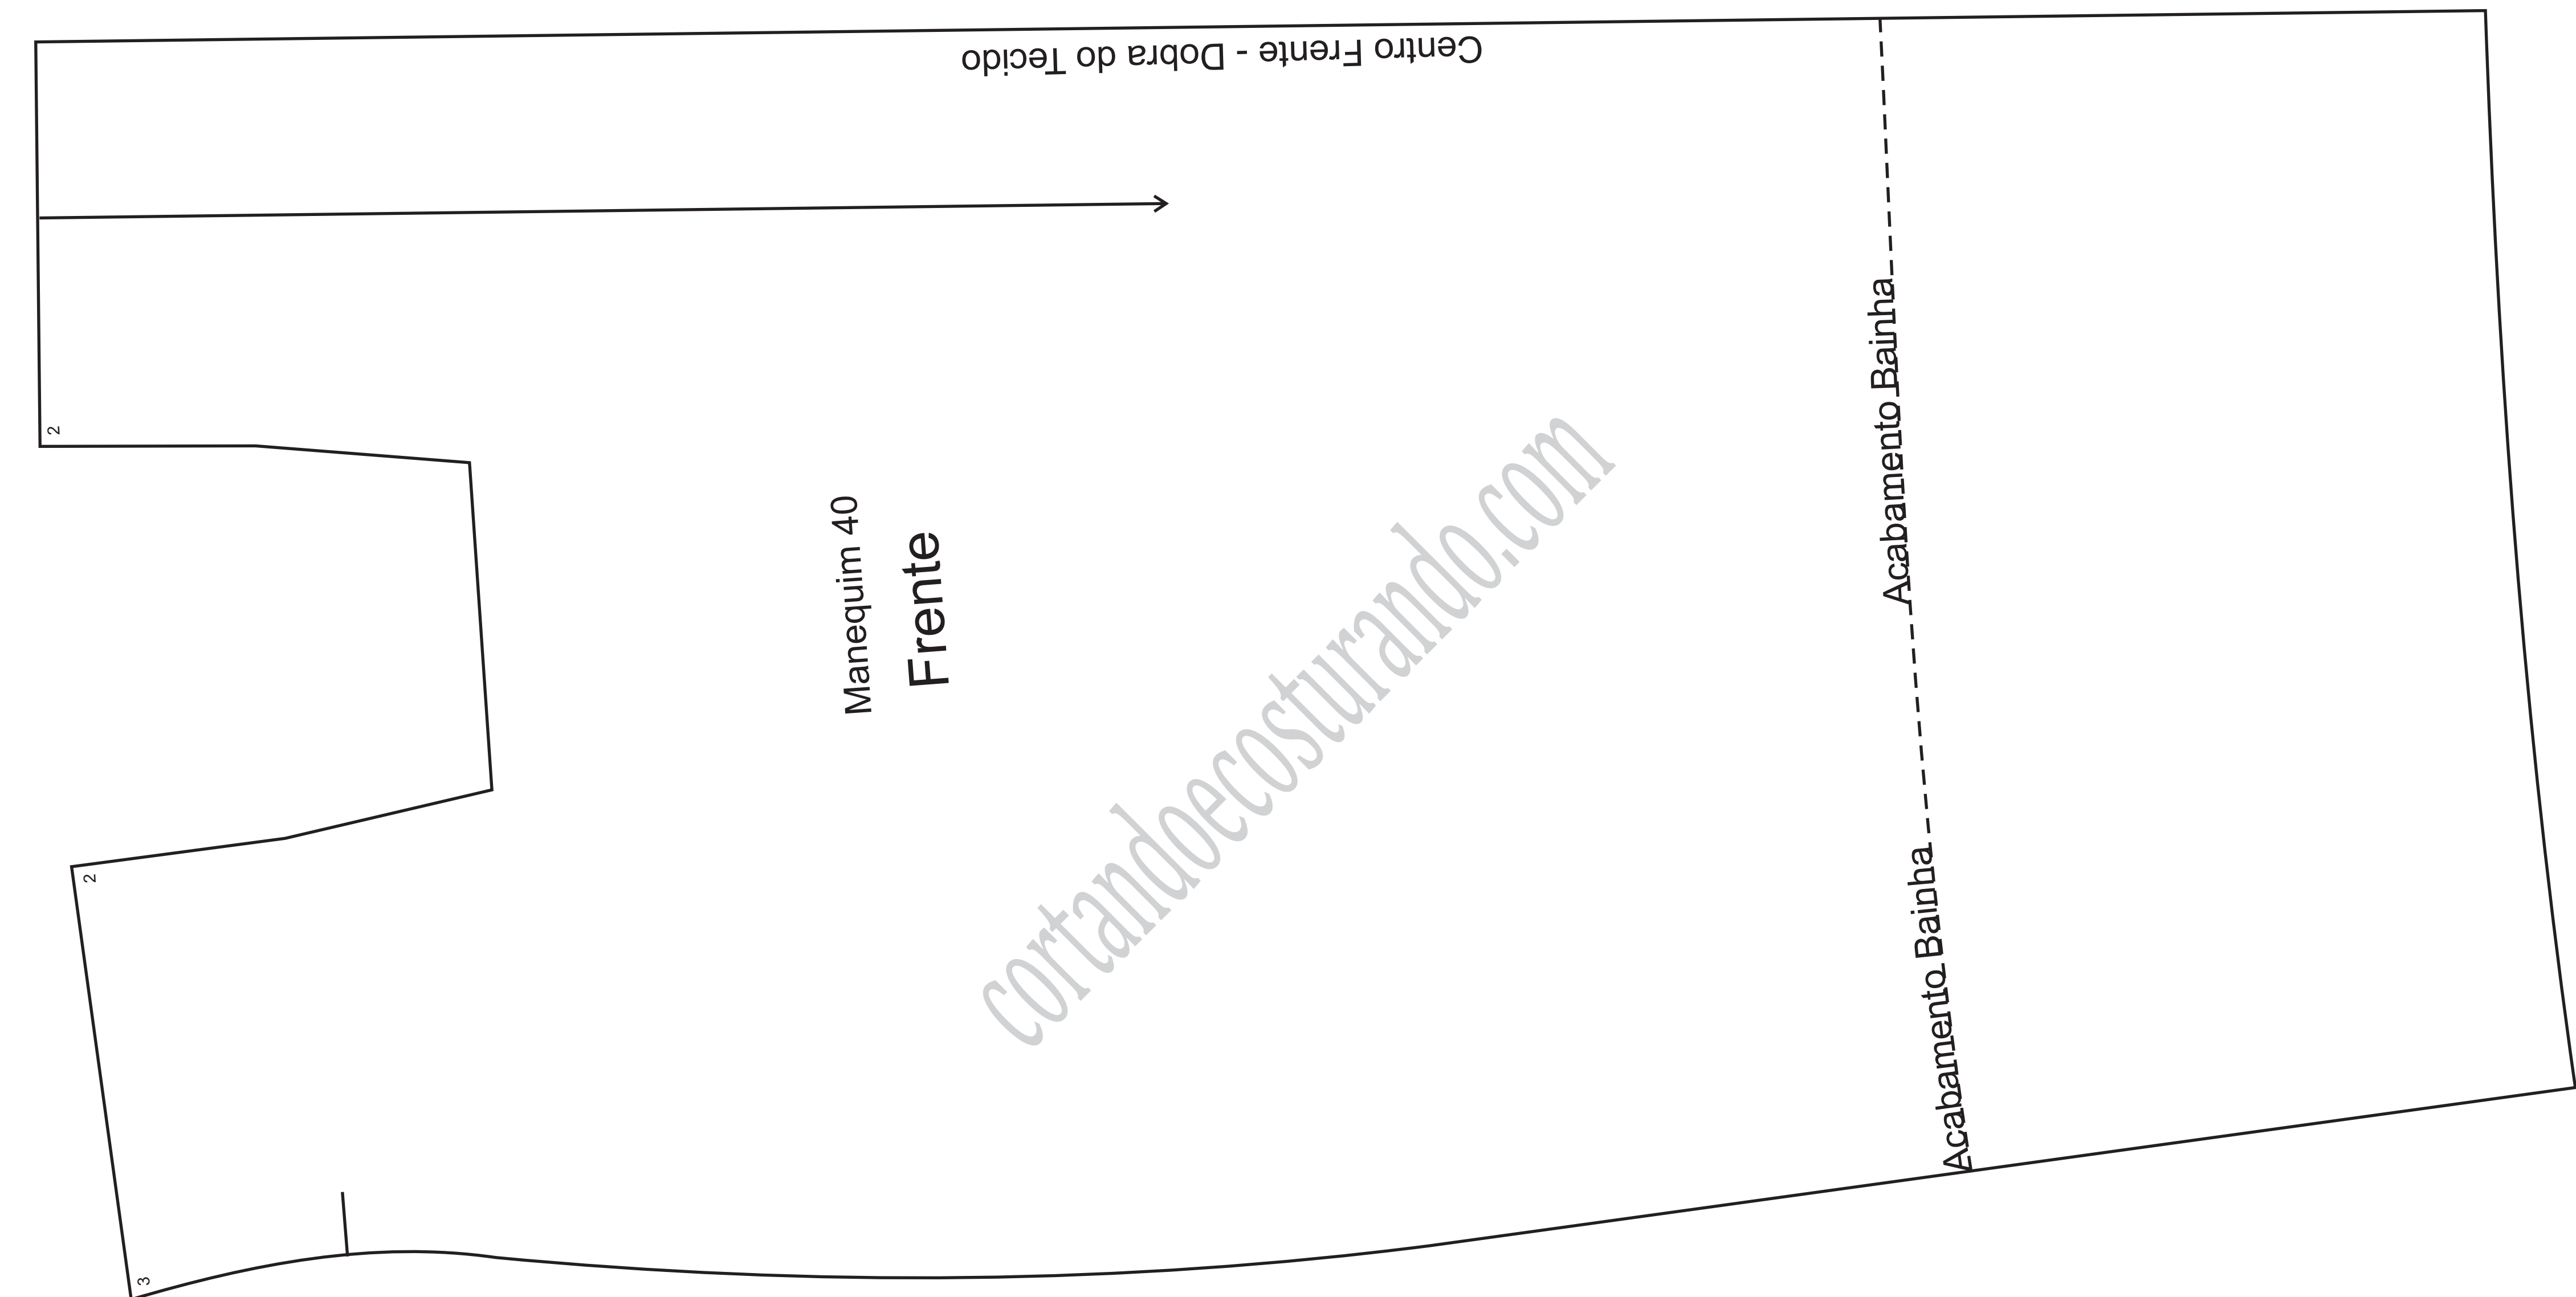 Centro Frente - Dobra do Tecido
2
Manequim 40
Frente
Acabamento Bainha
cortandoecosturando.com
Acabamento Bainha
2
3